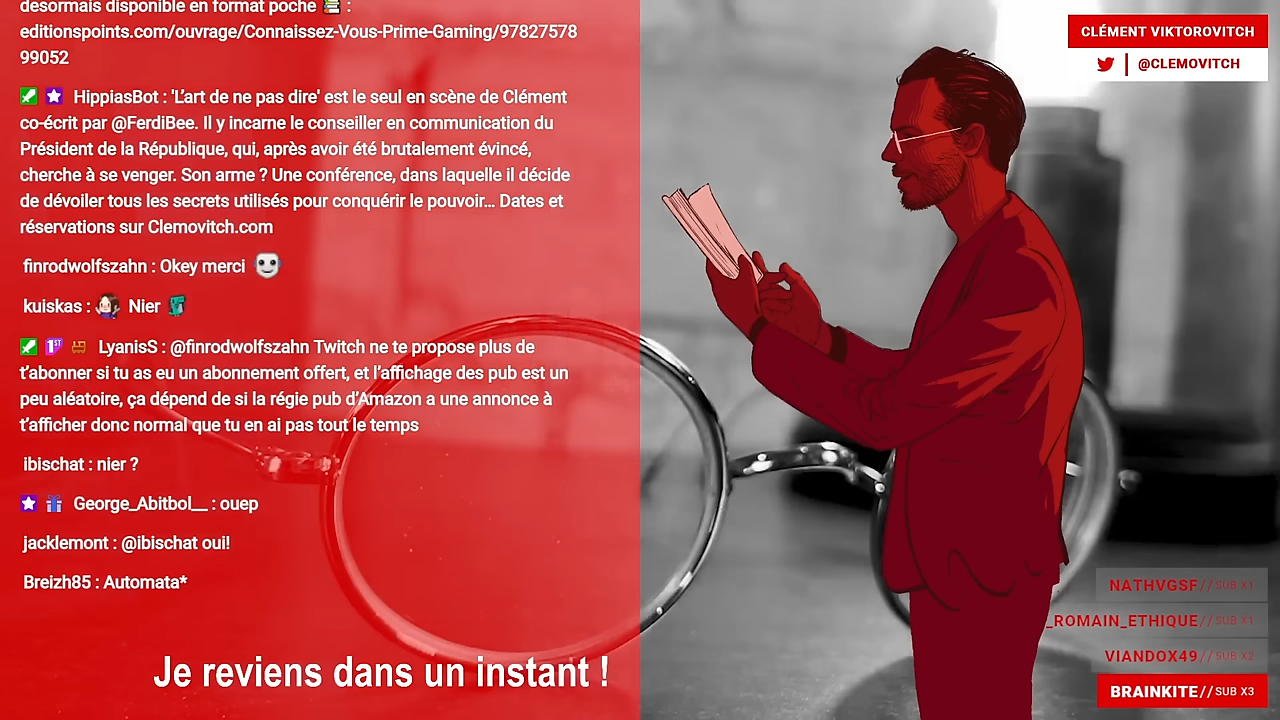 désormais disponible en format poche :
editionspoints.com/ouvrage/Connaissez-Vous-Prime-Gaming/97827578
99052
HippiasBot : 'L'art de ne pas dire' est le seul en scène de Clément
co-écrit par @FerdiBee. Il y incarne le conseiller en communication du
Président de la République, qui, après avoir été brutalement évincé,
cherche à se venger. Son arme ? Une conférence, dans laquelle il décide
de dévoiler tous les secrets utilisés pour conquérir le pouvoir... Dates et
réservations sur Clemovitch.com
finrodwolfszahn : Okey merci
kuiskas : Nier
1ST LyanisS : @finrodwolfszahn Twitch ne te propose plus de
t'abonner si tu as eu un abonnement offert, et l'affichage des pub est un
peu aléatoire, ça dépend de si la régie pub d'Amazon a une annonce à
t'afficher donc normal que tu en ai pas tout le temps
ibischat : nier ?
George_Abitbol__ : ouep
jacklemont : @ibischat oui!
Breizh85 : Automata*
Je reviens dans un instant !
CLÉMENT VIKTOROVITCH
@CLEMOVITCH
NATHVGSF// SUB X1
_ROMAIN_ETHIQUE// SUB X1
VIANDOX49// SUB X2
BRAINKITE// SUB X3